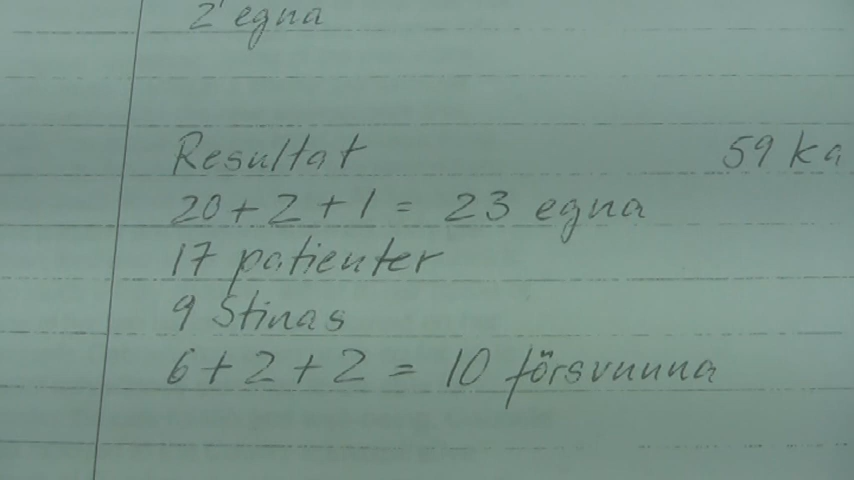 2 egna
Resultat 59 ka
20 + 2 + 1 = 23 egna
17 patienter
9 Stinas
6 + 2 + 2 = 10 försvunna